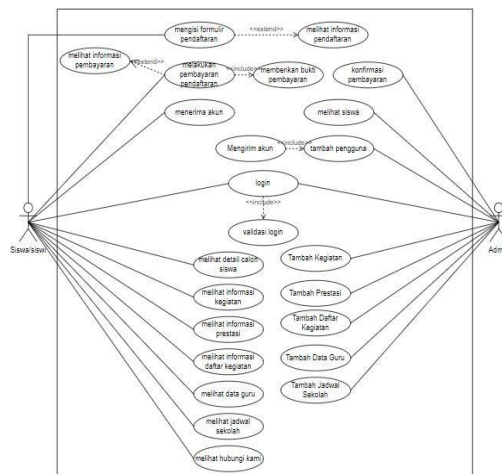 mengisi formulir
pendaftaran
<<extend>>
melihat informasi
pendaftaran
melihat informasi
pembayaran
<<extend>>
melakukan
pembayaran
pendaftaran
<<include>>
memberikan bukti
pembayaran
konfirmasi
pembayaran
menerima akun
melihat siswa
Mengirim akun
<<include>>
tambah pengguna
login
<<include>>
validasi login
Siswa/siswi
Adm
melihat detail calon
siswa
Tambah Kegiatan
melihat informasi
kegiatan
Tambah Prestasi
melihat informasi
prestasi
Tambah Daftar
Kegiatan
melihat informasi
daftar kegiatan
Tambah Data Guru
melihat data guru
Tambah Jadwal
Sekolah
melihat jadwal
sekolah
melihat hubungi kami